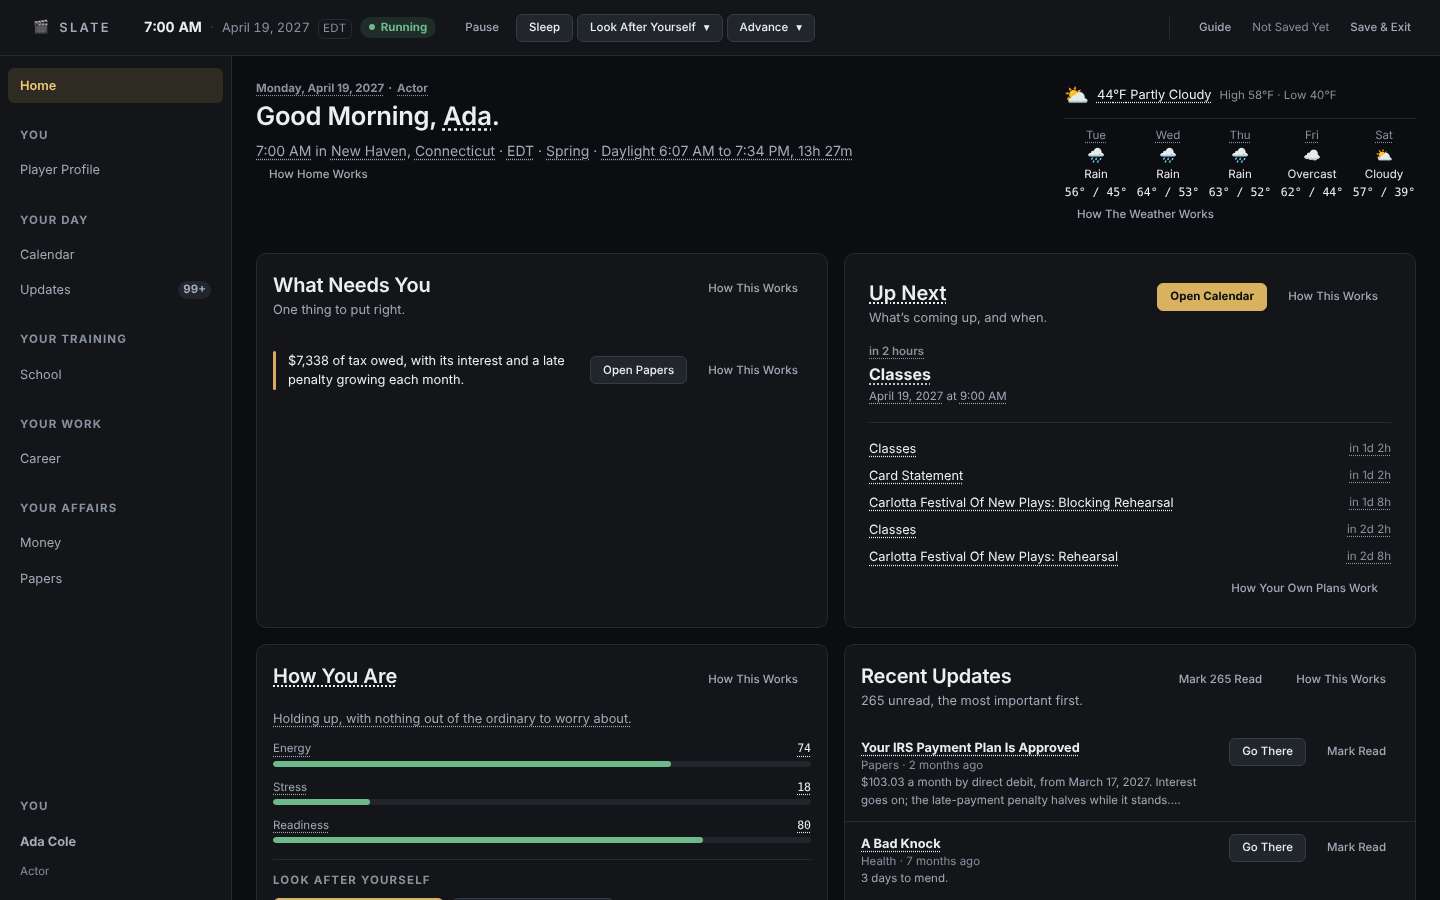 SLATE
7:00 AM · April 19, 2027 EDT Running
Pause
Sleep
Look After Yourself ▾
Advance ▾
Guide
Not Saved Yet
Save & Exit
Home
YOU
Player Profile
YOUR DAY
Calendar
Updates 99+
YOUR TRAINING
School
YOUR WORK
Career
YOUR AFFAIRS
Money
Papers
YOU
Ada Cole
Actor
Monday, April 19, 2027 · Actor
Good Morning, Ada.
7:00 AM in New Haven, Connecticut · EDT · Spring · Daylight 6:07 AM to 7:34 PM, 13h 27m
How Home Works
44°F Partly Cloudy High 58°F · Low 40°F
Tue Wed Thu Fri Sat
Rain Rain Rain Overcast Cloudy
56° / 45° 64° / 53° 63° / 52° 62° / 44° 57° / 39°
How The Weather Works
What Needs You
How This Works
One thing to put right.
$7,338 of tax owed, with its interest and a late
penalty growing each month.
Open Papers
How This Works
Up Next
Open Calendar
How This Works
What's coming up, and when.
in 2 hours
Classes
April 19, 2027 at 9:00 AM
Classes in 1d 2h
Card Statement in 1d 2h
Carlotta Festival Of New Plays: Blocking Rehearsal in 1d 8h
Classes in 2d 2h
Carlotta Festival Of New Plays: Rehearsal in 2d 8h
How Your Own Plans Work
How You Are
How This Works
Holding up, with nothing out of the ordinary to worry about.
Energy 74
Stress 18
Readiness 80
LOOK AFTER YOURSELF
Recent Updates
Mark 265 Read
How This Works
265 unread, the most important first.
Your IRS Payment Plan Is Approved
Go There
Mark Read
Papers · 2 months ago
$103.03 a month by direct debit, from March 17, 2027. Interest
goes on; the late-payment penalty halves while it stands....
A Bad Knock
Go There
Mark Read
Health · 7 months ago
3 days to mend.